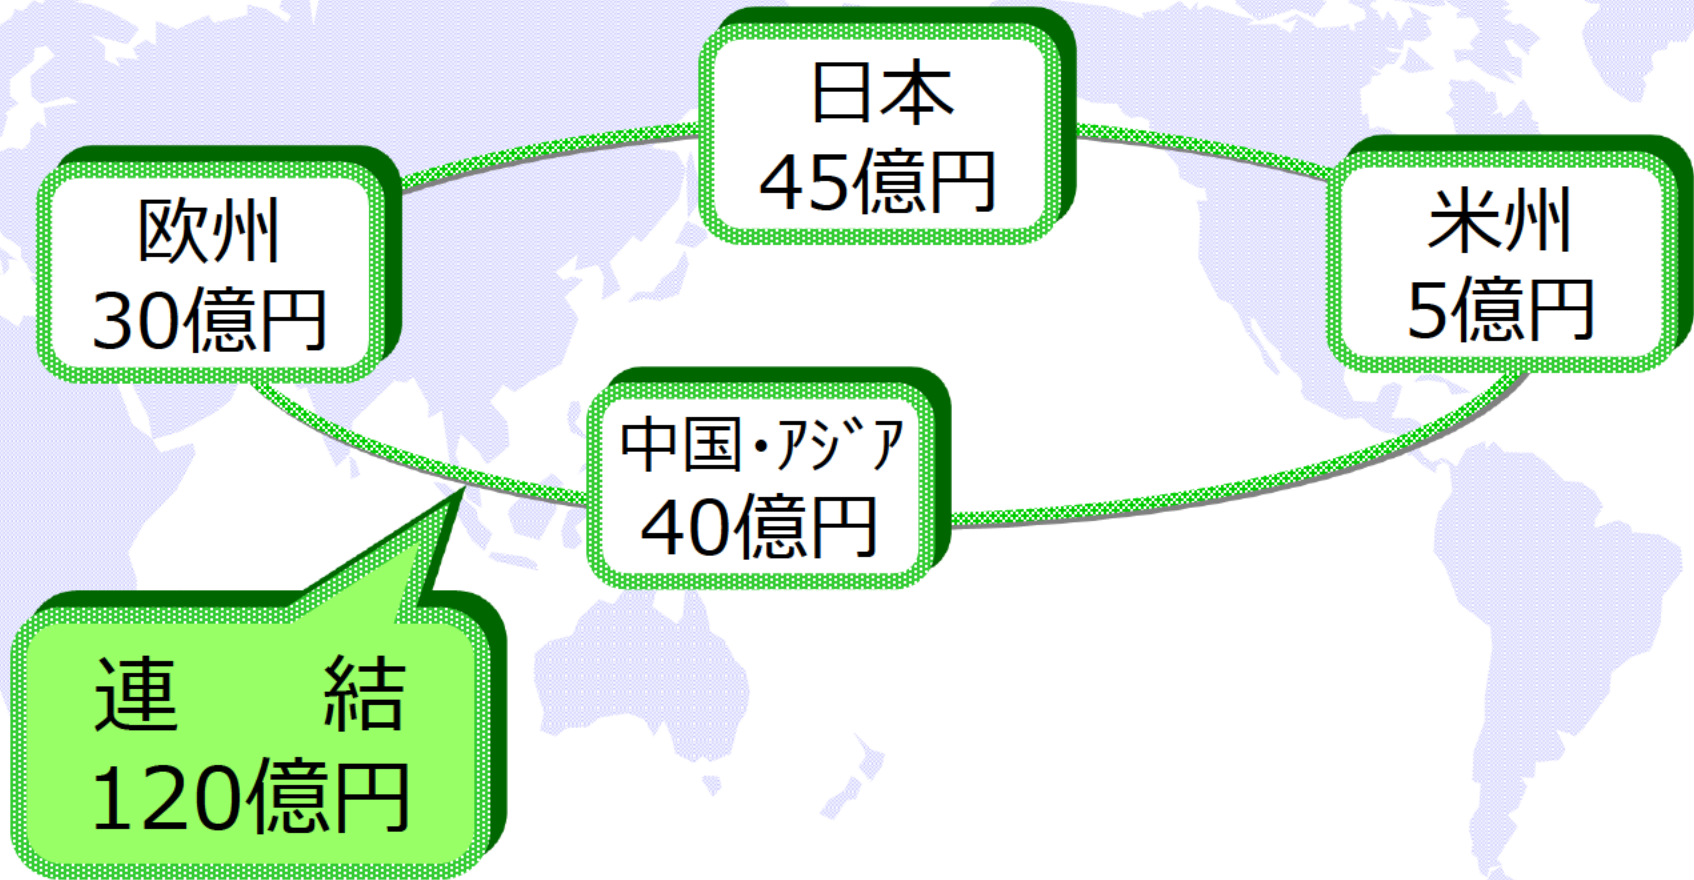 日本
45億円
欧州
30億円
米州
5億円
中国・ｱｼﾞｱ
40億円
連　結
120億円